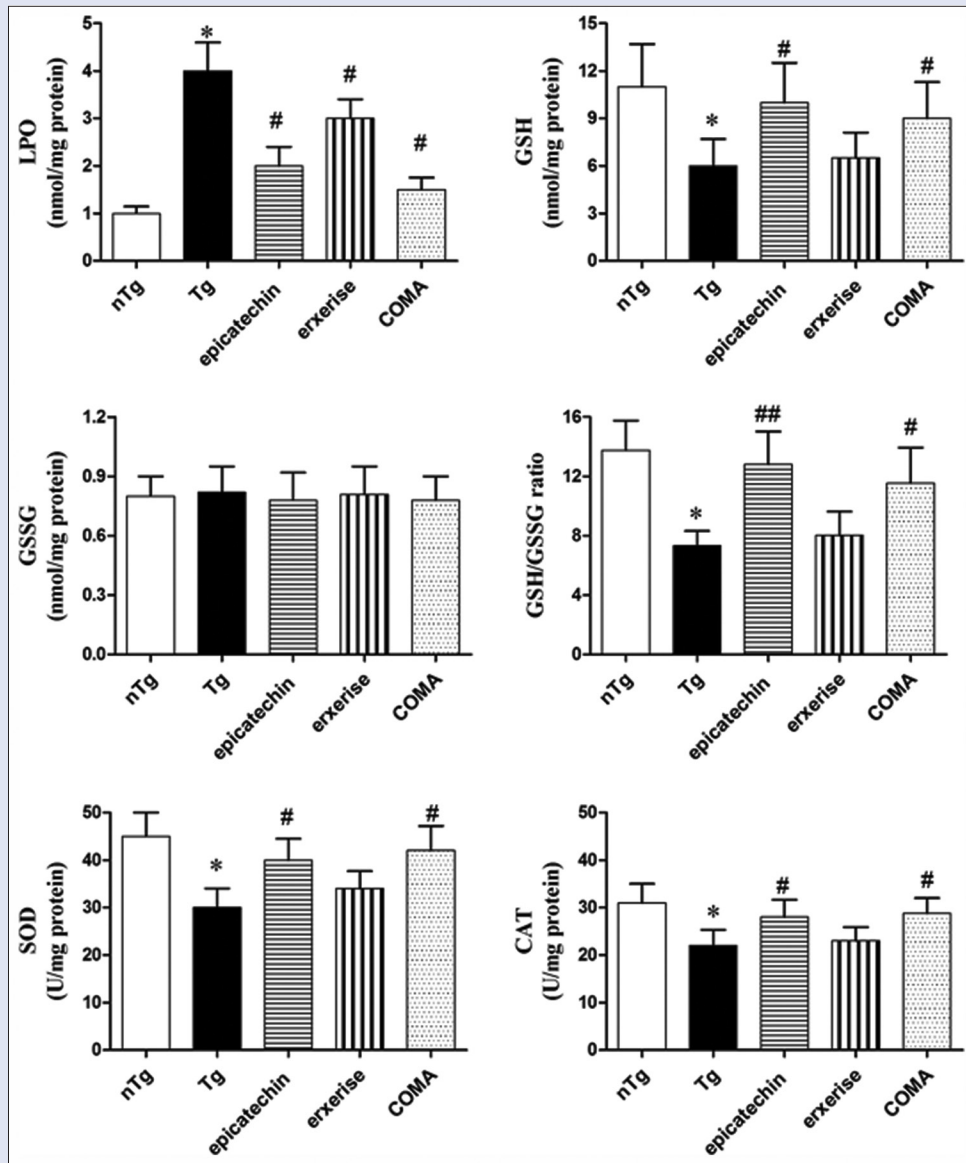 LPO
(nmol/mg protein)
5
4
3
2
1
0
*
#
#
#
nTg
Tg
epicatechin
erxerise
COMA
GSH
(nmol/mg protein)
15
12
9
6
3
0
*
#
#
nTg
Tg
epicatechin
erxerise
COMA
GSSG
(nmol/mg protein)
1.2
0.9
0.6
0.3
0.0
nTg
Tg
epicatechin
erxerise
COMA
GSH/GSSG ratio
16
12
8
4
0
*
##
#
nTg
Tg
epicatechin
erxerise
COMA
SOD
(U/mg protein)
50
40
30
20
10
0
*
#
#
nTg
Tg
epicatechin
erxerise
COMA
CAT
(U/mg protein)
50
40
30
20
10
0
*
#
#
nTg
Tg
epicatechin
erxerise
COMA